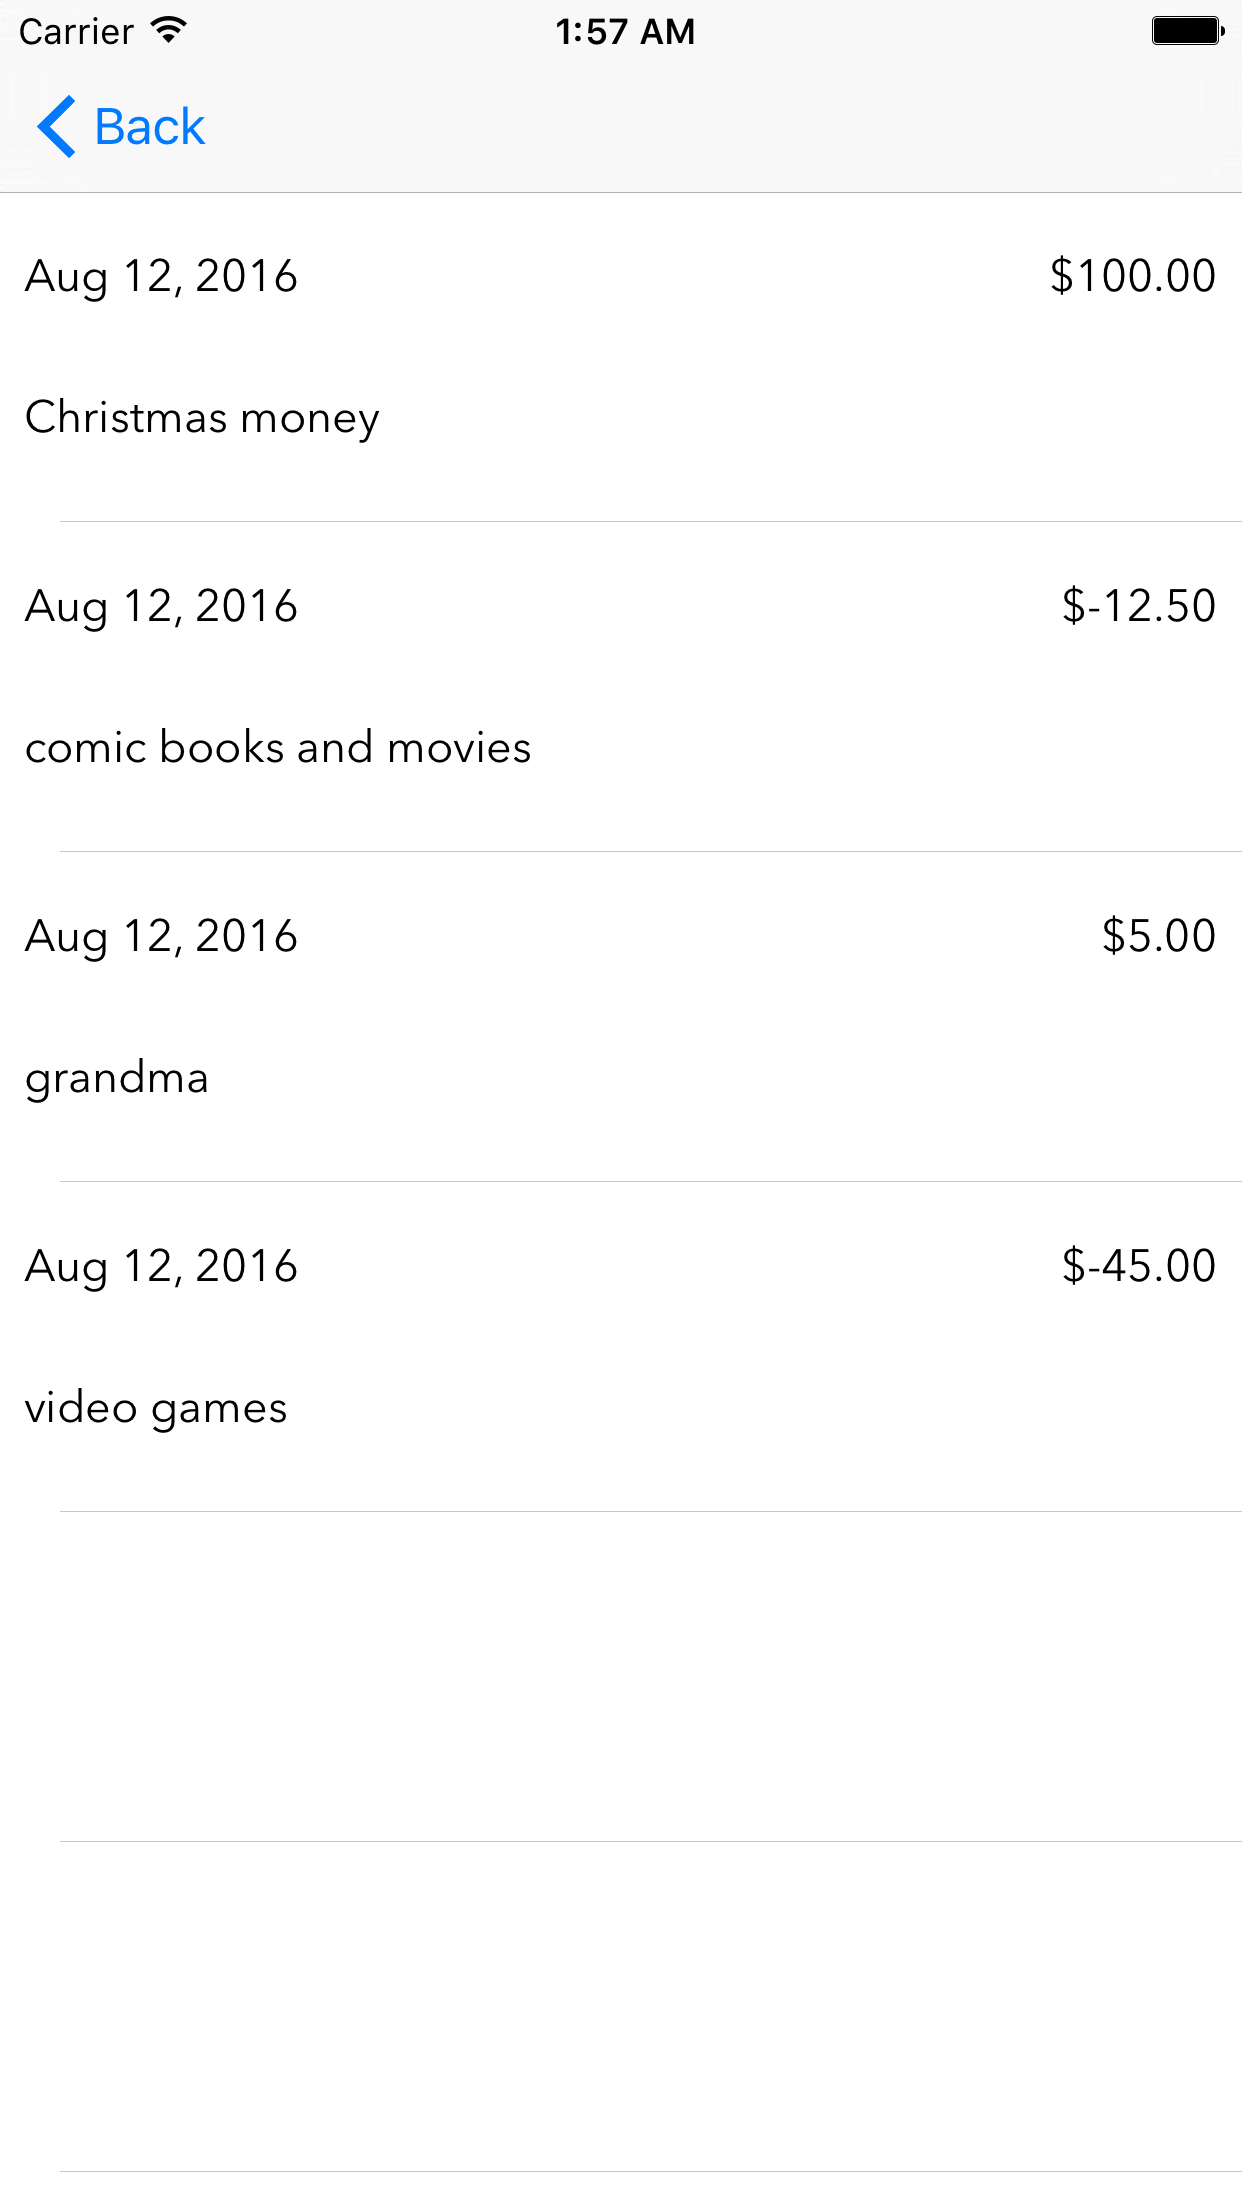 Carrier 1:57 AM
Back
Aug 12, 2016 $100.00
Christmas money
Aug 12, 2016 $-12.50
comic books and movies
Aug 12, 2016 $5.00
grandma
Aug 12, 2016 $-45.00
video games